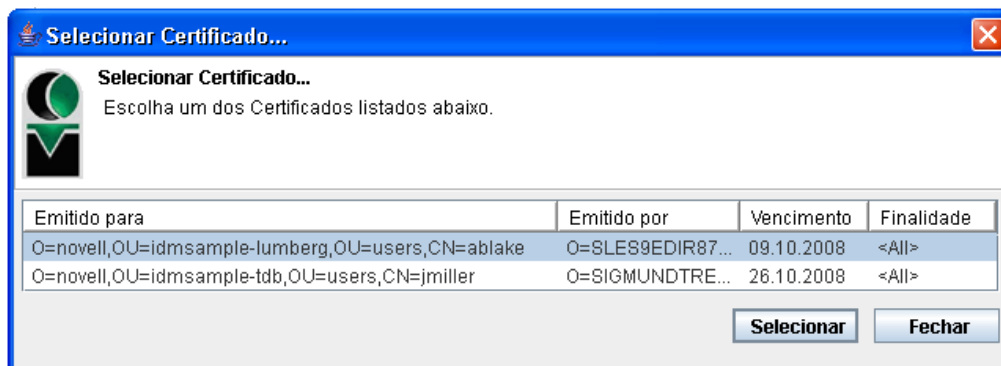 Selecionar Certificado...
Selecionar Certificado...
Escolha um dos Certificados listados abaixo.
Emitido para Emitido por Vencimento Finalidade
O=novell,OU=idmsample-lumberg,OU=users,CN=ablake O=SLES9EDIR87... 09.10.2008 <All>
O=novell,OU=idmsample-tdb,OU=users,CN=jmiller O=SIGMUNDTRE... 26.10.2008 <All>
Selecionar Fechar